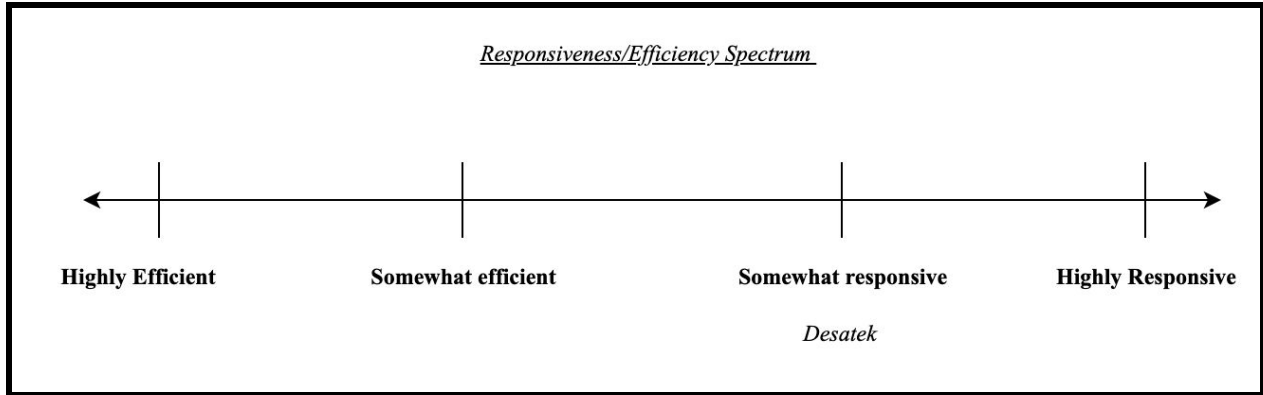 Responsiveness/Efficiency Spectrum
Highly Efficient
Somewhat efficient
Somewhat responsive
Highly Responsive
Desatek